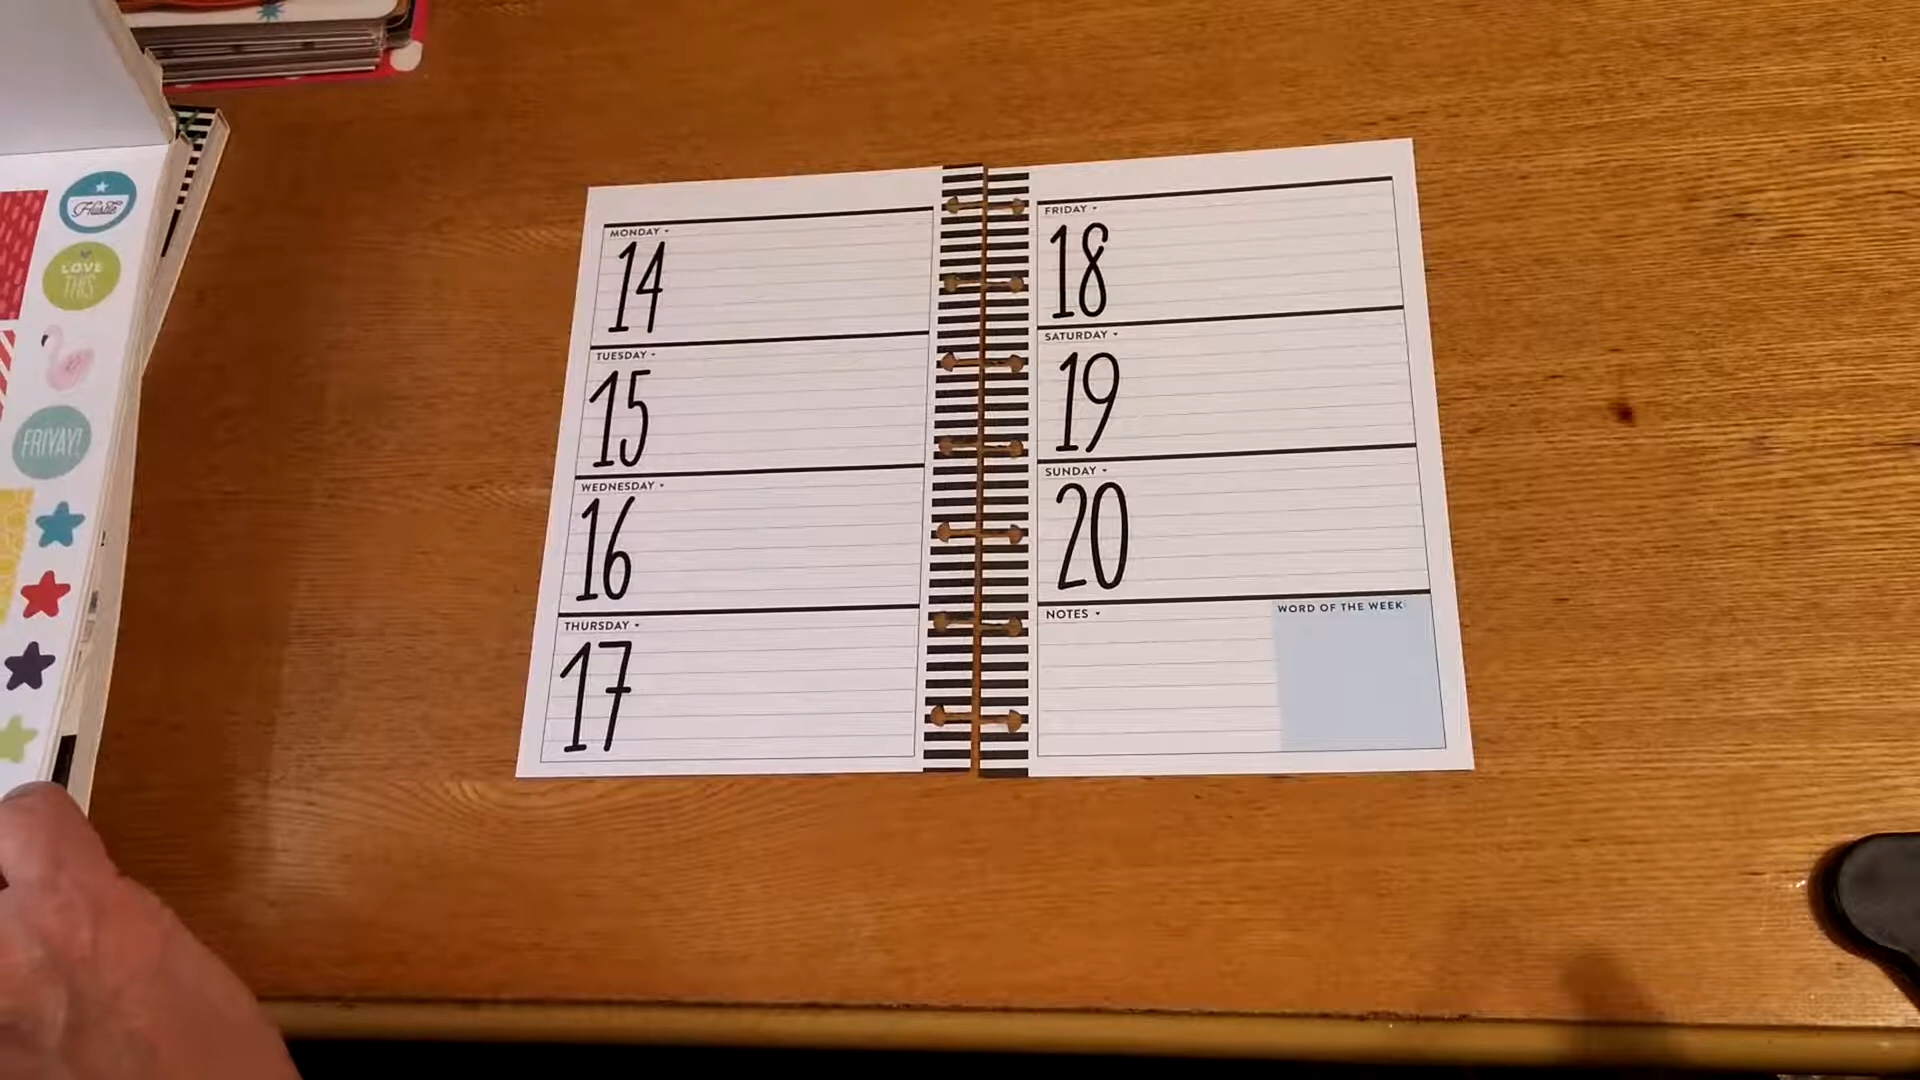 Hustle
LOVE
THIS
FRIYAY!
MONDAY
14
TUESDAY
15
WEDNESDAY
16
THURSDAY
17
FRIDAY
18
SATURDAY
19
SUNDAY
20
NOTES
WORD OF THE WEEK